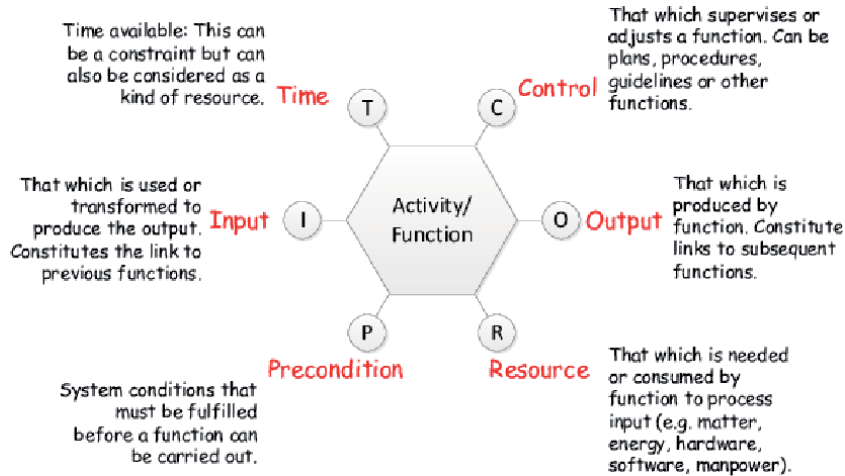 Time available: This can
be a constraint but can
also be considered as a
kind of resource.
Time
T
C
Control
That which supervises or
adjusts a function. Can be
plans, procedures,
guidelines or other
functions.
That which is used or
transformed to
produce the output.
Constitutes the link to
previous functions.
Input
I
Activity/
Function
O
Output
That which is
produced by
function. Constitute
links to subsequent
functions.
P
Precondition
R
Resource
System conditions that
must be fulfilled
before a function can
be carried out.
That which is needed
or consumed by
function to process
input (e.g. matter,
energy, hardware,
software, manpower).